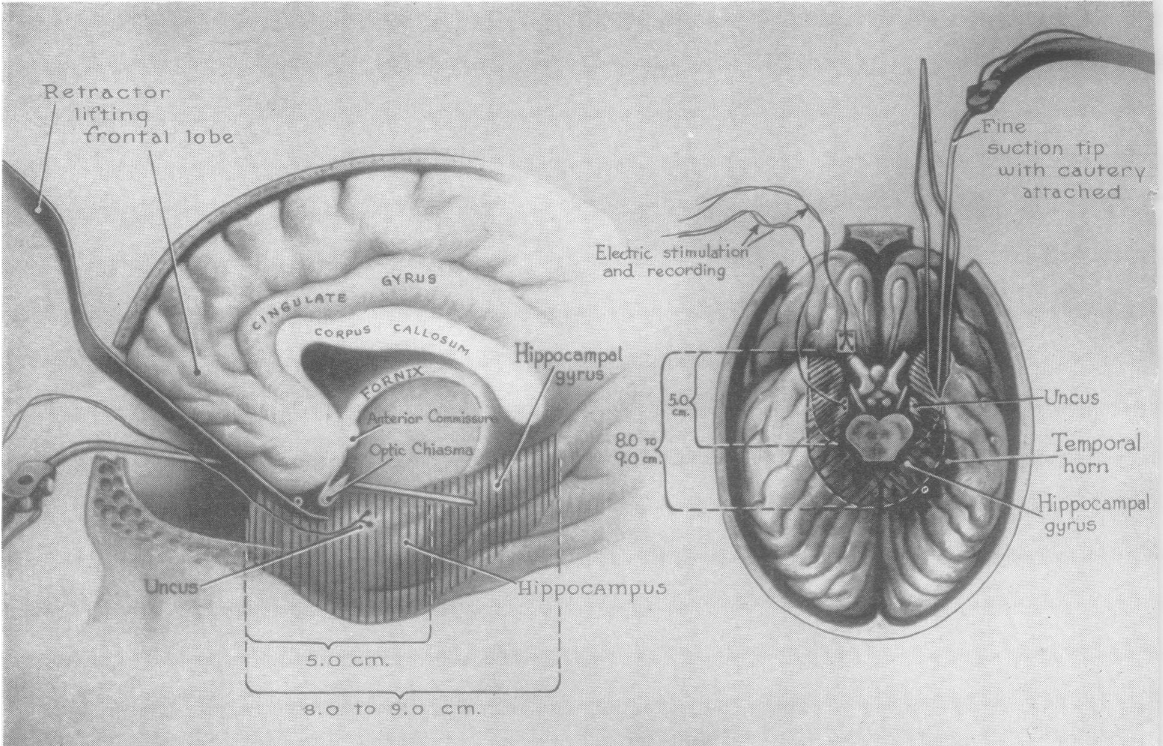 Retractor
lifting
frontal lobe
CINGULATE GYRUS
CORPUS CALLOSUM
FORNIX
Anterior Commissure
Optic Chiasma
Hippocampal
gyrus
Uncus
Hippocampus
5.0 cm.
8.0 to 9.0 cm.
Electric stimulation
and recording
Fine
suction tip
with cautery
attached
5.0
cm.
8.0 to
9.0 cm.
Uncus
Temporal
horn
Hippocampal
gyrus